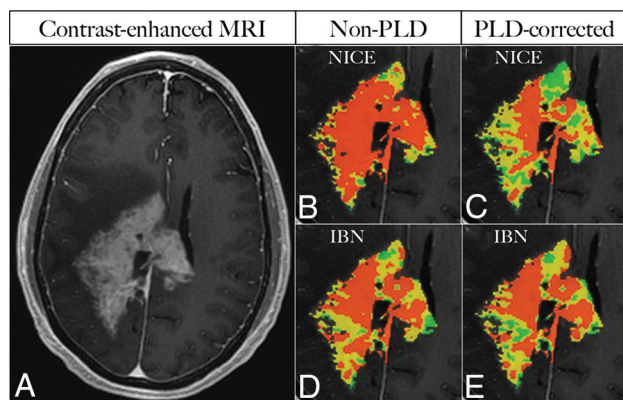 Contrast-enhanced MRI Non-PLD PLD-corrected
NICE NICE
B C
IBN IBN
A D E